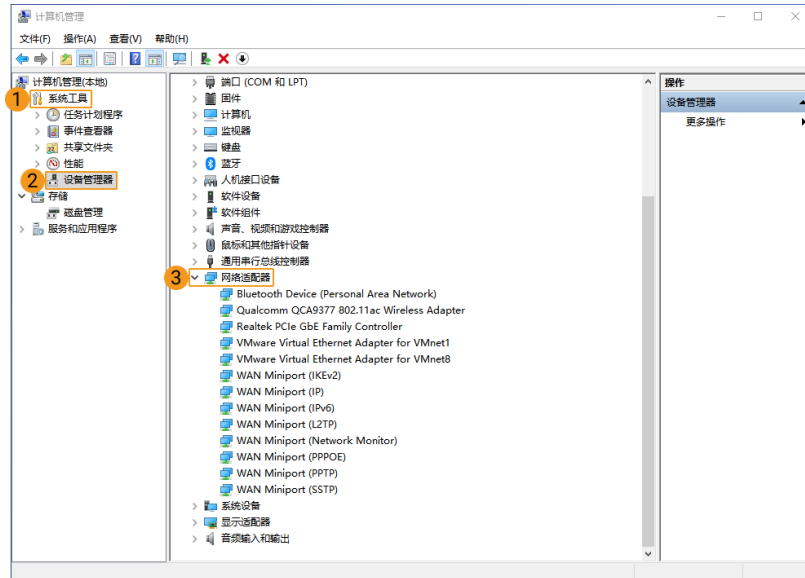 计算机管理
文件(F) 操作(A) 查看(V) 帮助(H)
计算机管理(本地)
1 系统工具
任务计划程序
事件查看器
共享文件夹
性能
2 设备管理器
存储
磁盘管理
服务和应用程序
端口 (COM 和 LPT)
固件
计算机
监视器
键盘
蓝牙
人机接口设备
软件设备
软件组件
声音、视频和游戏控制器
鼠标和其他指针设备
通用串行总线控制器
3 网络适配器
Bluetooth Device (Personal Area Network)
Qualcomm QCA9377 802.11ac Wireless Adapter
Realtek PCIe GbE Family Controller
VMware Virtual Ethernet Adapter for VMnet1
VMware Virtual Ethernet Adapter for VMnet8
WAN Miniport (IKEv2)
WAN Miniport (IP)
WAN Miniport (IPv6)
WAN Miniport (L2TP)
WAN Miniport (Network Monitor)
WAN Miniport (PPPOE)
WAN Miniport (PPTP)
WAN Miniport (SSTP)
系统设备
显示适配器
音频输入和输出
操作
设备管理器
更多操作